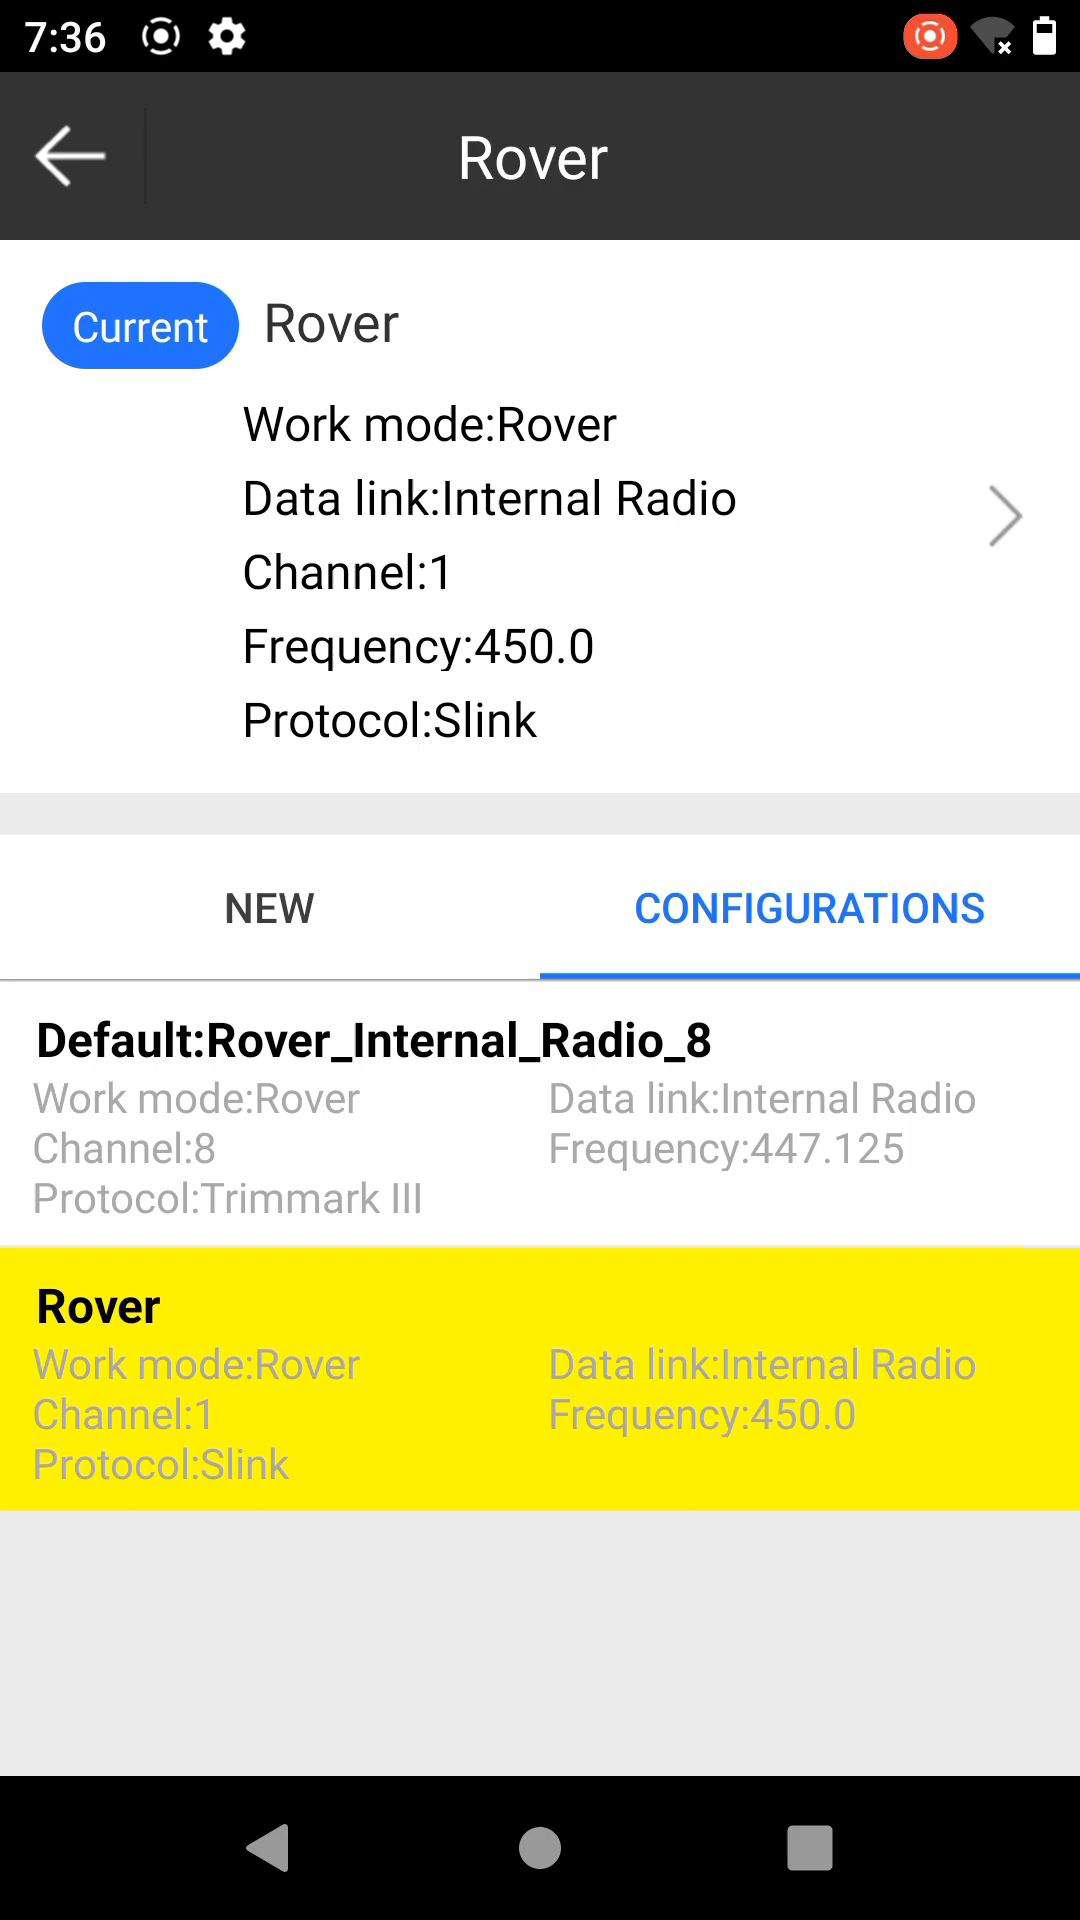 7:36
Rover
Current Rover
Work mode:Rover
Data link:Internal Radio
Channel:1
Frequency:450.0
Protocol:Slink
NEW CONFIGURATIONS
Default:Rover_Internal_Radio_8
Work mode:Rover Data link:Internal Radio
Channel:8 Frequency:447.125
Protocol:Trimmark III
Rover
Work mode:Rover Data link:Internal Radio
Channel:1 Frequency:450.0
Protocol:Slink